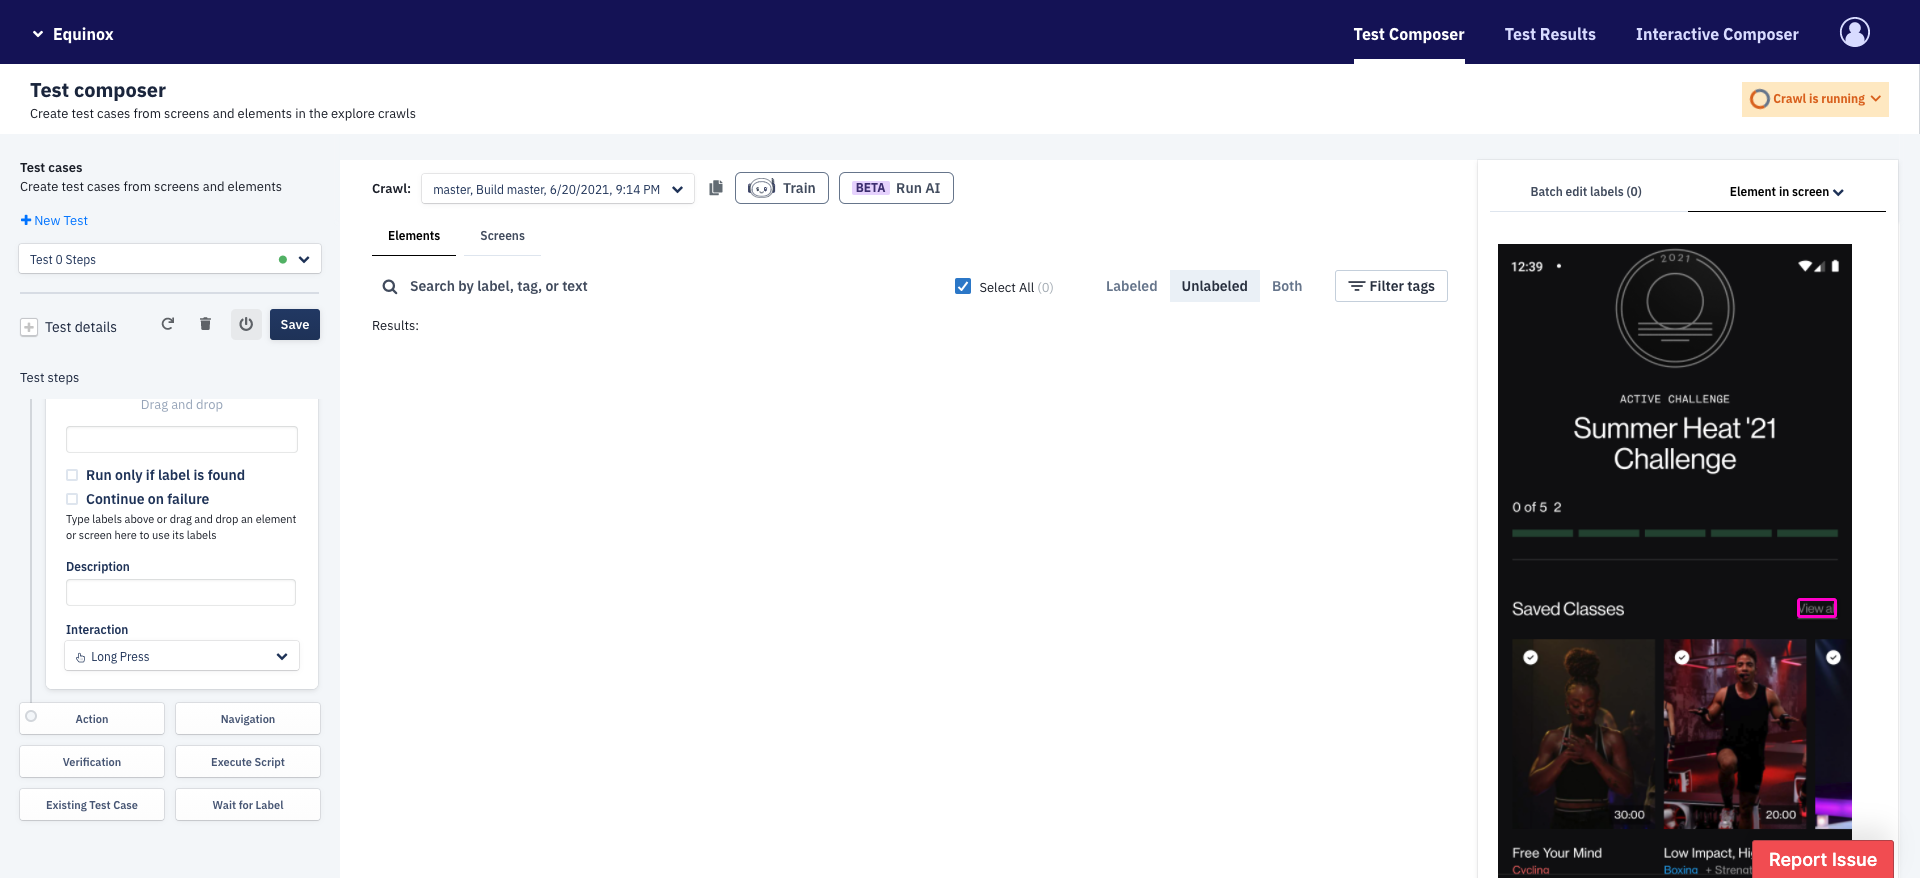 Equinox
Test Composer
Test Results
Interactive Composer
Test composer
Create test cases from screens and elements in the explore crawls
Crawl is running
Test cases
Create test cases from screens and elements
New Test
Test 0 Steps
Test details
Save
Test steps
Drag and drop
Run only if label is found
Continue on failure
Type labels above or drag and drop an element
or screen here to use its labels
Description
Interaction
Long Press
Action
Navigation
Verification
Execute Script
Existing Test Case
Wait for Label
Crawl:
master, Build master, 6/20/2021, 9:14 PM
Train
BETA Run AI
Elements
Screens
Search by label, tag, or text
Select All (0)
Labeled
Unlabeled
Both
Filter tags
Results:
Batch edit labels (0)
Element in screen
12:39
2021
ACTIVE CHALLENGE
Summer Heat '21
Challenge
0 of 5 2
Saved Classes
View al
30:00
20:00
Free Your Mind
Cycling
Low Impact,
Boxing
Report Issue